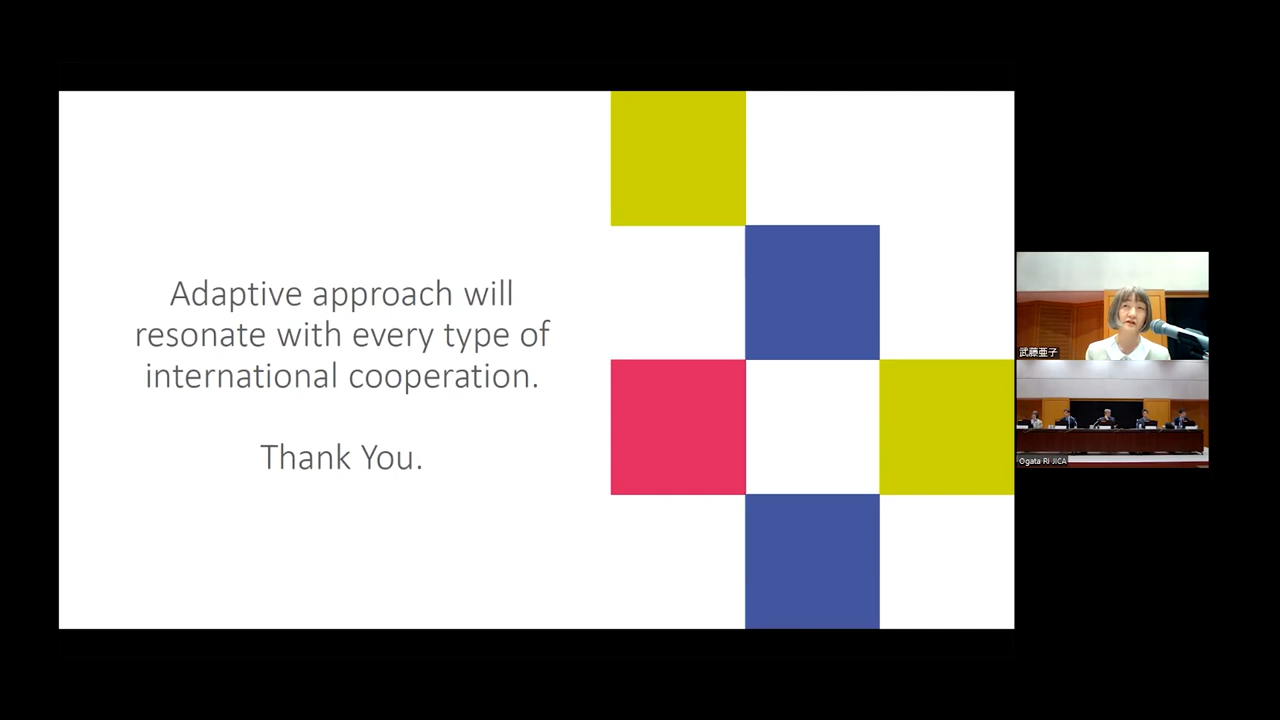 Adaptive approach will
resonate with every type of
international cooperation.
Thank You.
武藤亜子
Ogata RI JICA